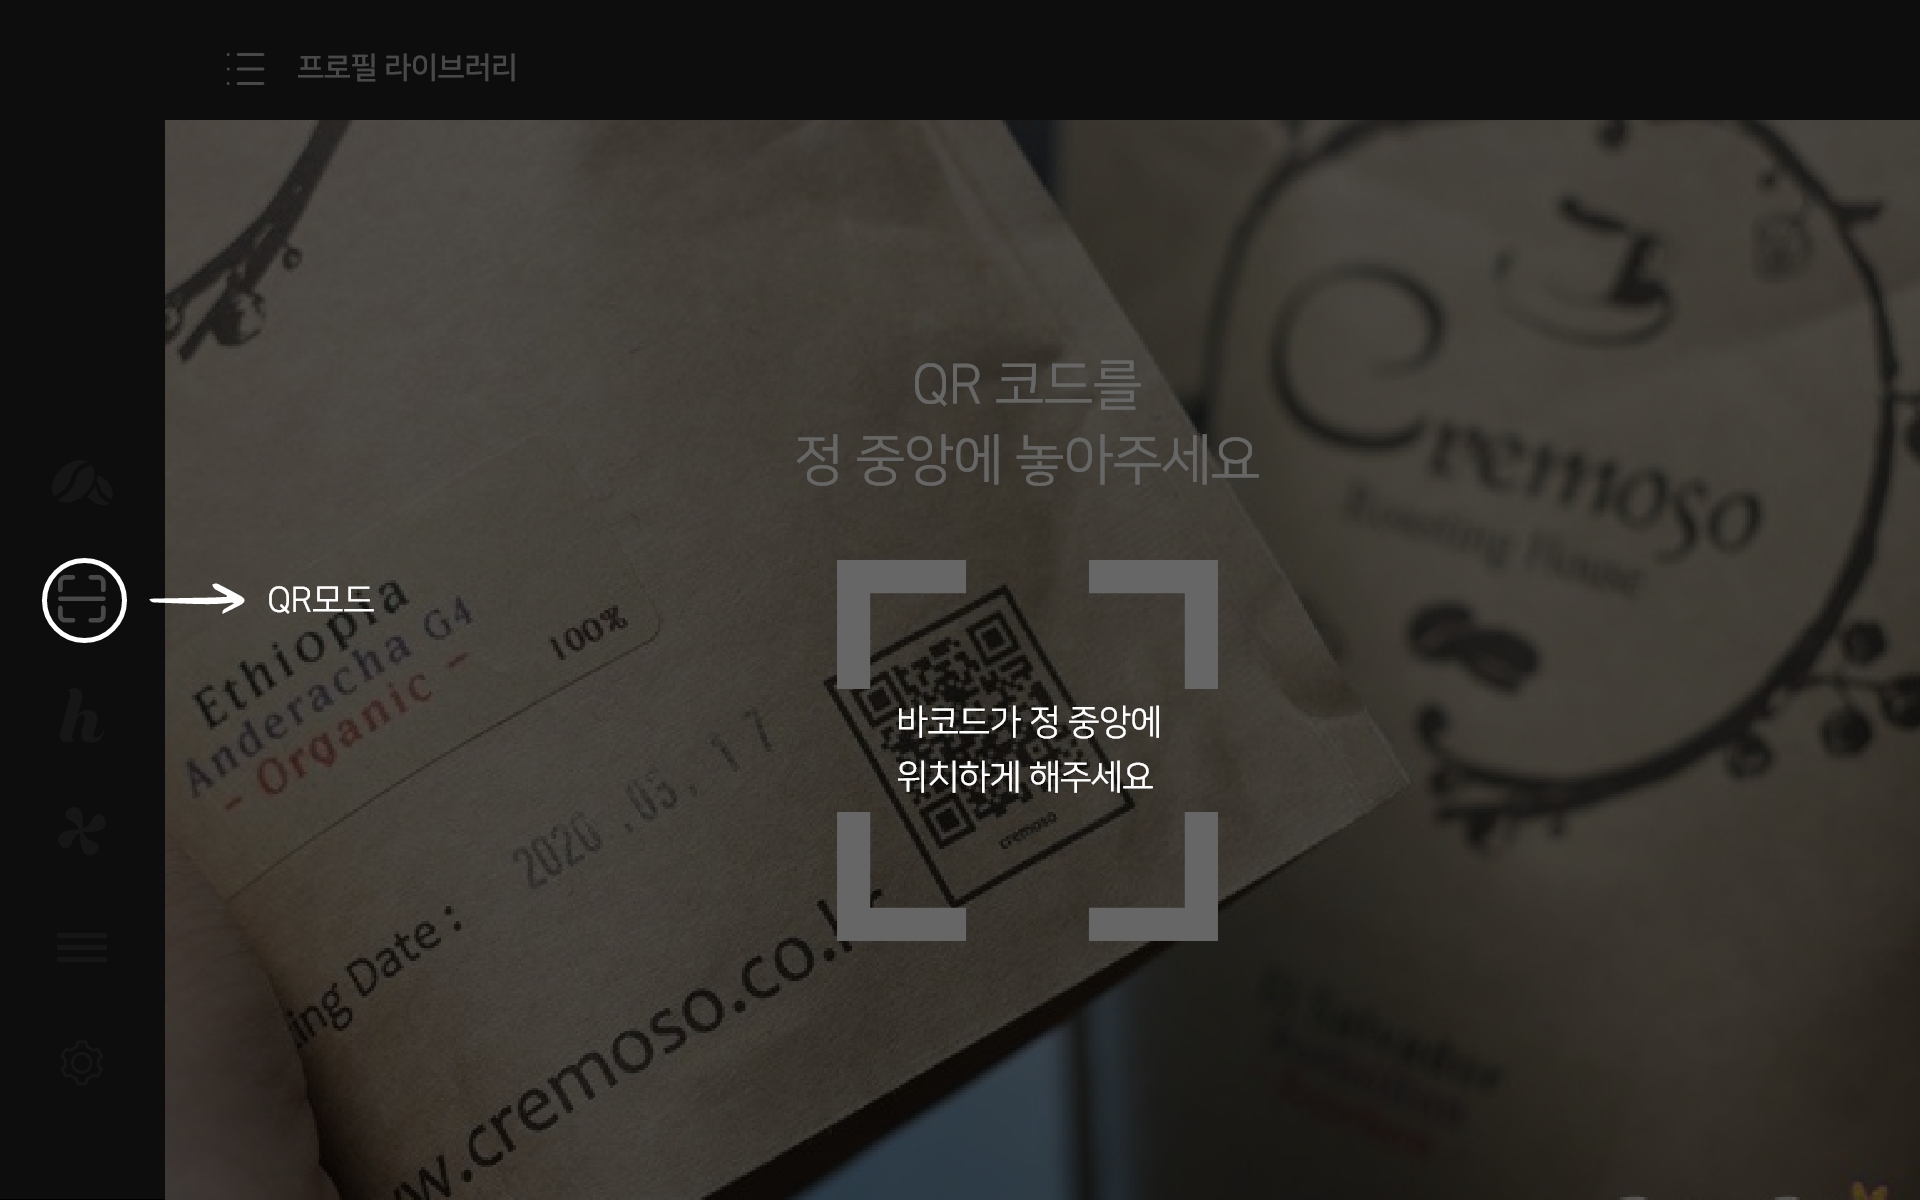 프로필 라이브러리
QR 코드를
정 중앙에 놓아주세요
QR모드
바코드가 정 중앙에
위치하게 해주세요
Cremoso
Roasting House
Ethiopia
Anderacha G4
- Organic -
100%
2020 .05. 17
ing Date :
cremoso
w.cremoso.co.k
El Salvador
h